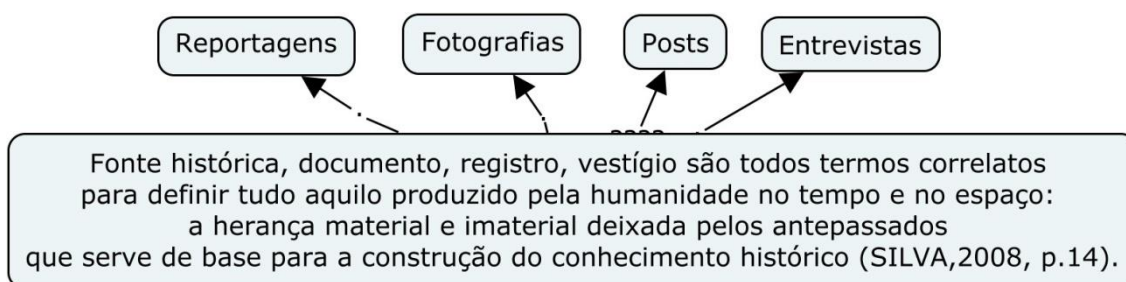 Reportagens
Fotografias
Posts
Entrevistas
Fonte histórica, documento, registro, vestígio são todos termos correlatos
para definir tudo aquilo produzido pela humanidade no tempo e no espaço:
a herança material e imaterial deixada pelos antepassados
que serve de base para a construção do conhecimento histórico (SILVA,2008, p.14).